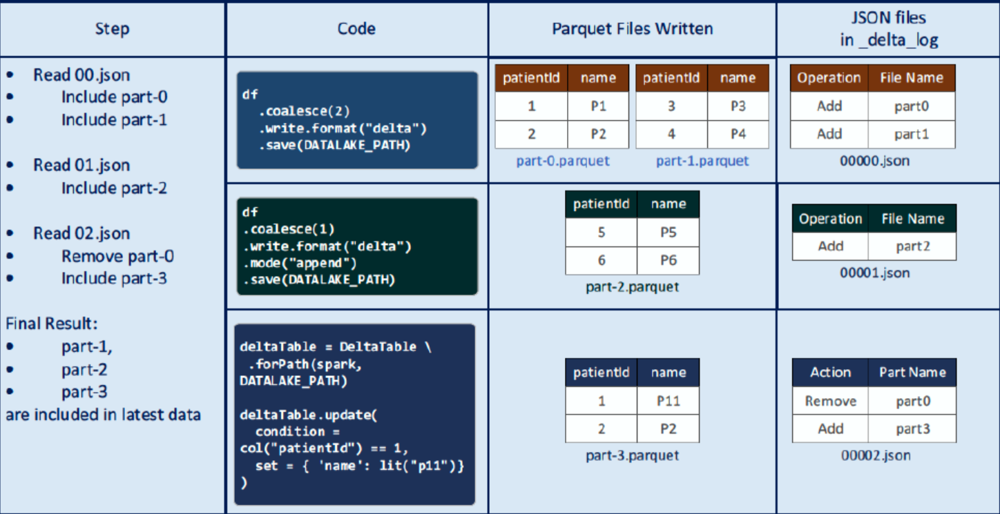 Step
Code
Parquet Files Written
JSON files
in _delta_log
• Read 00.json
• Include part-0
• Include part-1
• Read 01.json
• Include part-2
• Read 02.json
• Remove part-0
• Include part-3
Final Result:
• part-1,
• part-2
• part-3
are included in latest data
df
.coalesce(2)
.write.format("delta")
.save(DATALAKE_PATH)
patientId name patientId name
1 P1 3 P3
2 P2 4 P4
part-0.parquet part-1.parquet
Operation File Name
Add part0
Add part1
00000.json
df
.coalesce(1)
.write.format("delta")
.mode("append")
.save(DATALAKE_PATH)
patientId name
5 P5
6 P6
part-2.parquet
Operation File Name
Add part2
00001.json
deltaTable = DeltaTable \
.forPath(spark,
DATALAKE_PATH)
deltaTable.update(
condition =
col("patientId") == 1,
set = { 'name': lit("p11")}
)
patientId name
1 P11
2 P2
part-3.parquet
Action Part Name
Remove part0
Add part3
00002.json